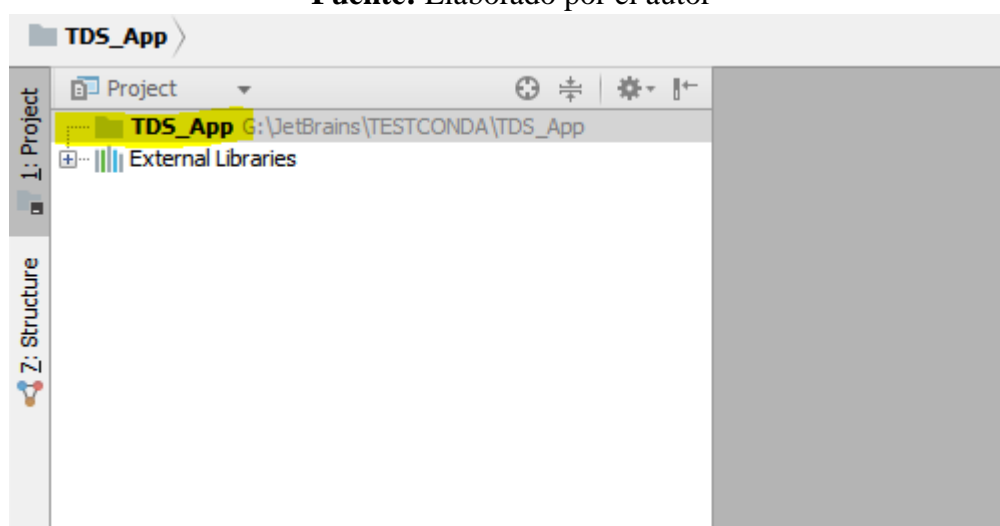 Fuente: Elaborado por el autor
TDS_App
1: Project
Project
TDS_App G:\JetBrains\TESTCONDA\TDS_App
External Libraries
7: Structure